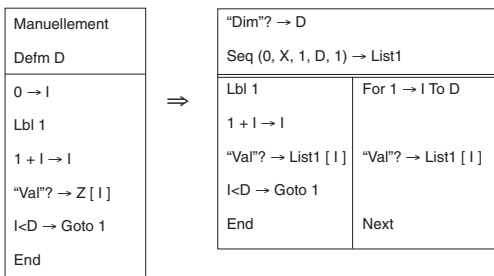 Manuellement
Defm D
0 → I
Lbl 1
1 + I → I
“Val”? → Z [ I ]
I<D → Goto 1
End
⇒
“Dim”? → D
Seq (0, X, 1, D, 1) → List1
Lbl 1
1 + I → I
“Val”? → List1 [ I ]
I<D → Goto 1
End
For 1 → I To D
“Val”? → List1 [ I ]
Next